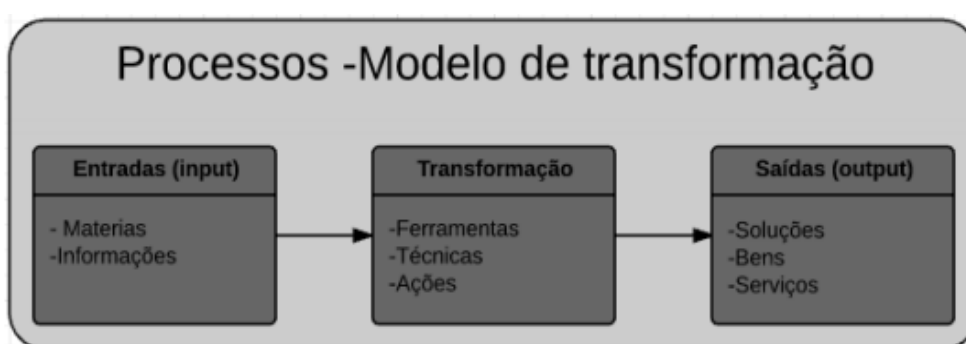 Processos -Modelo de transformação
Entradas (input)
- Materias
-Informações
Transformação
-Ferramentas
-Técnicas
-Ações
Saídas (output)
-Soluções
-Bens
-Serviços